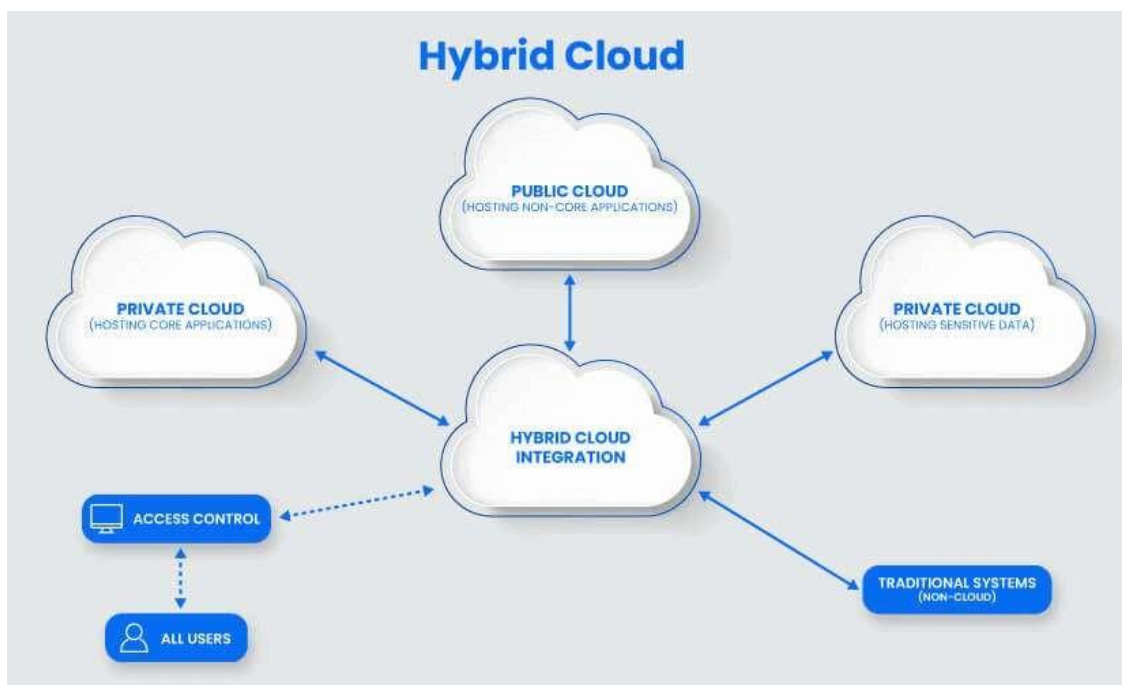 Hybrid Cloud
PUBLIC CLOUD
(HOSTING NON-CORE APPLICATIONS)
PRIVATE CLOUD
(HOSTING CORE APPLICATIONS)
PRIVATE CLOUD
(HOSTING SENSITIVE DATA)
HYBRID CLOUD
INTEGRATION
ACCESS CONTROL
TRADITIONAL SYSTEMS
(NON-CLOUD)
ALL USERS